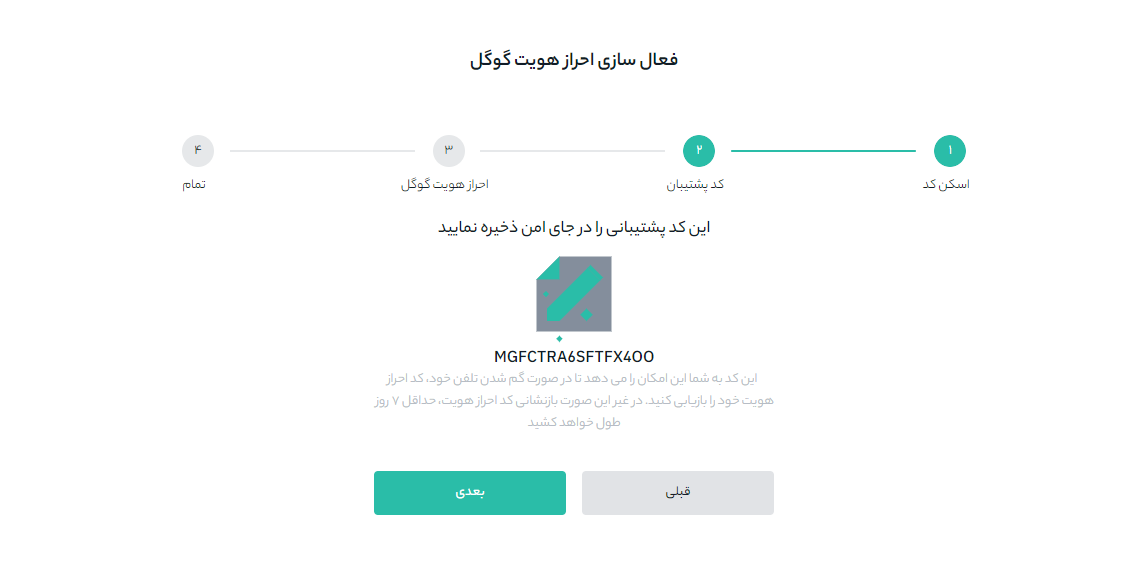 فعال سازی احراز هویت گوگل
۱
۲
۳
۴
اسکن کد
کد پشتیبان
احراز هویت گوگل
تمام
این کد پشتیبانی را در جای امن ذخیره نمایید
MGFCTRA6SFTFX4OO
این کد به شما این امکان را می دهد تا در صورت گم شدن تلفن خود، کد احراز
هویت خود را بازیابی کنید. در غیر این صورت بازنشانی کد احراز هویت، حداقل ۷ روز
طول خواهد کشید
قبلی
بعدی